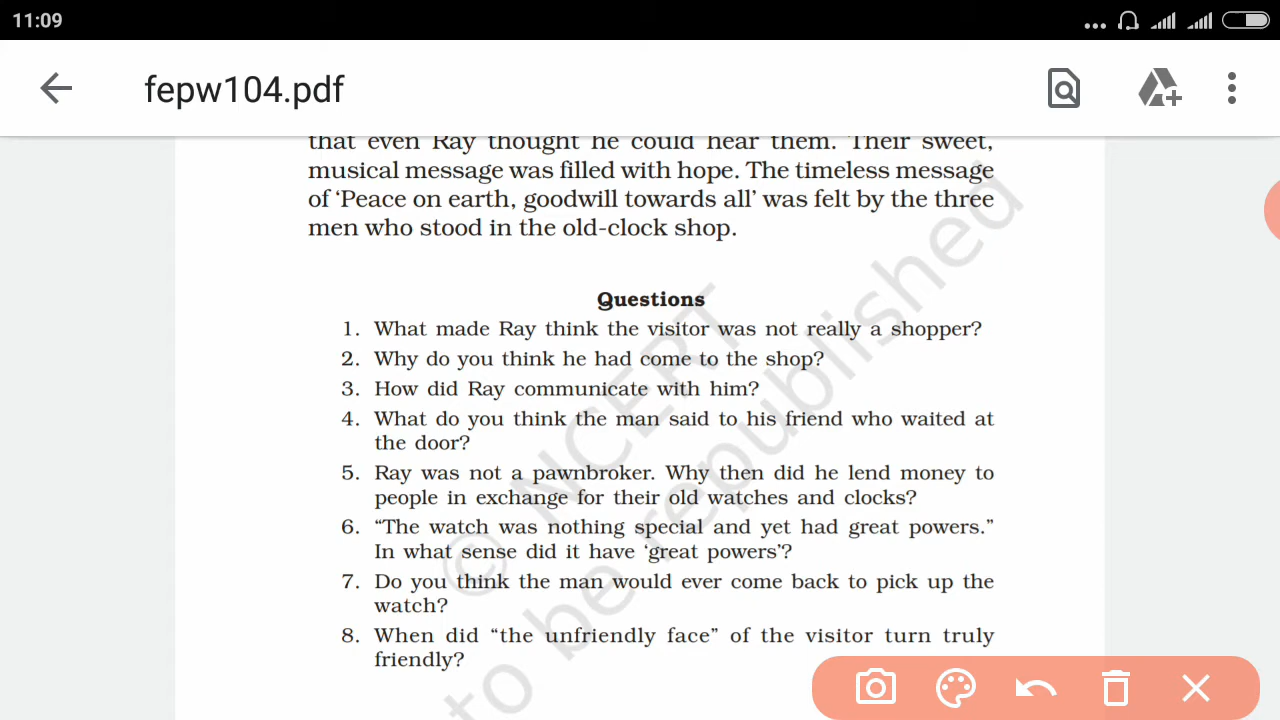 11:09
fepw104.pdf
that even Ray thought he could hear them. Their sweet,
musical message was filled with hope. The timeless message
of ‘Peace on earth, goodwill towards all’ was felt by the three
men who stood in the old-clock shop.
Questions
1. What made Ray think the visitor was not really a shopper?
2. Why do you think he had come to the shop?
3. How did Ray communicate with him?
4. What do you think the man said to his friend who waited at
the door?
5. Ray was not a pawnbroker. Why then did he lend money to
people in exchange for their old watches and clocks?
6. “The watch was nothing special and yet had great powers.”
In what sense did it have ‘great powers’?
7. Do you think the man would ever come back to pick up the
watch?
8. When did “the unfriendly face” of the visitor turn truly
friendly?
© NCERT
to be republished